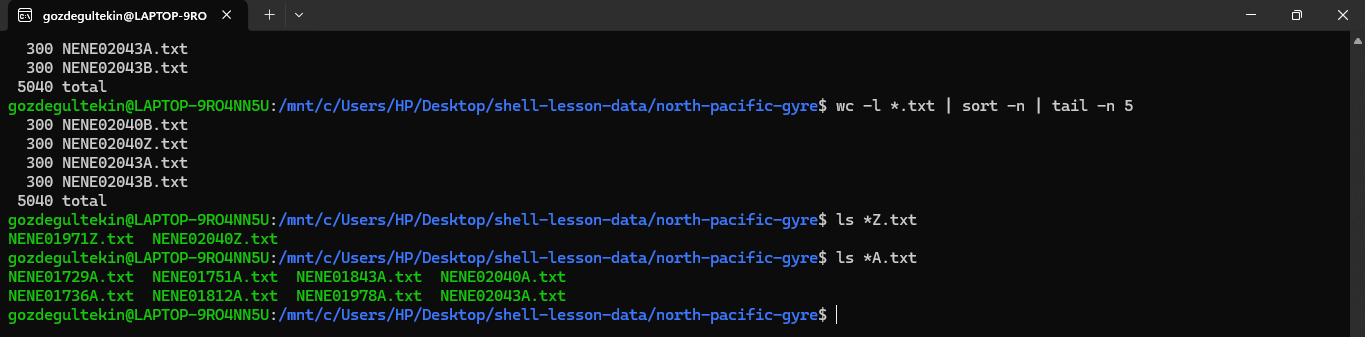 gozdegultekin@LAPTOP-9RO
300 NENE02043A.txt
300 NENE02043B.txt
5040 total
gozdegultekin@LAPTOP-9RO4NN5U:/mnt/c/Users/HP/Desktop/shell-lesson-data/north-pacific-gyre$ wc -l *.txt | sort -n | tail -n 5
300 NENE02040B.txt
300 NENE02040Z.txt
300 NENE02043A.txt
300 NENE02043B.txt
5040 total
gozdegultekin@LAPTOP-9RO4NN5U:/mnt/c/Users/HP/Desktop/shell-lesson-data/north-pacific-gyre$ ls *Z.txt
NENE01971Z.txt  NENE02040Z.txt
gozdegultekin@LAPTOP-9RO4NN5U:/mnt/c/Users/HP/Desktop/shell-lesson-data/north-pacific-gyre$ ls *A.txt
NENE01729A.txt  NENE01751A.txt  NENE01843A.txt  NENE02040A.txt
NENE01736A.txt  NENE01812A.txt  NENE01978A.txt  NENE02043A.txt
gozdegultekin@LAPTOP-9RO4NN5U:/mnt/c/Users/HP/Desktop/shell-lesson-data/north-pacific-gyre$